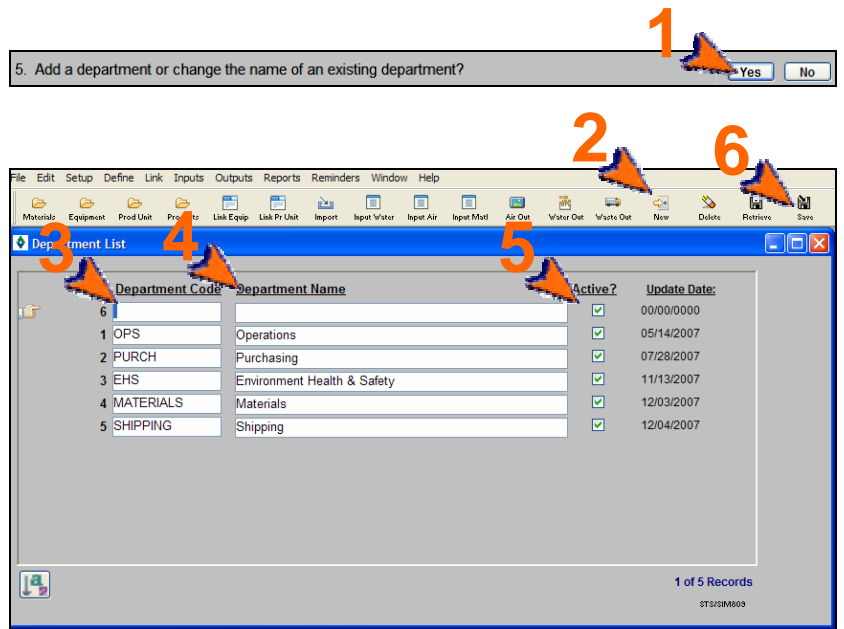 1
5. Add a department or change the name of an existing department? Yes No
2
6
File Edit Setup Define Link Inputs Outputs Reports Reminders Window Help
Materials Equipment Prod Unit Link Equip Link Pr Unit Import Input Water Input Air Input Matl Air Out Water Out Waste Out New Delete Retrieve Save
Department List
3
4
5
Department Code Department Name Active? Update Date:
6 00/00/0000
1 OPS Operations 05/14/2007
2 PURCH Purchasing 07/28/2007
3 EHS Environment Health & Safety 11/13/2007
4 MATERIALS Materials 12/03/2007
5 SHIPPING Shipping 12/04/2007
1 of 5 Records
STS/SIM809